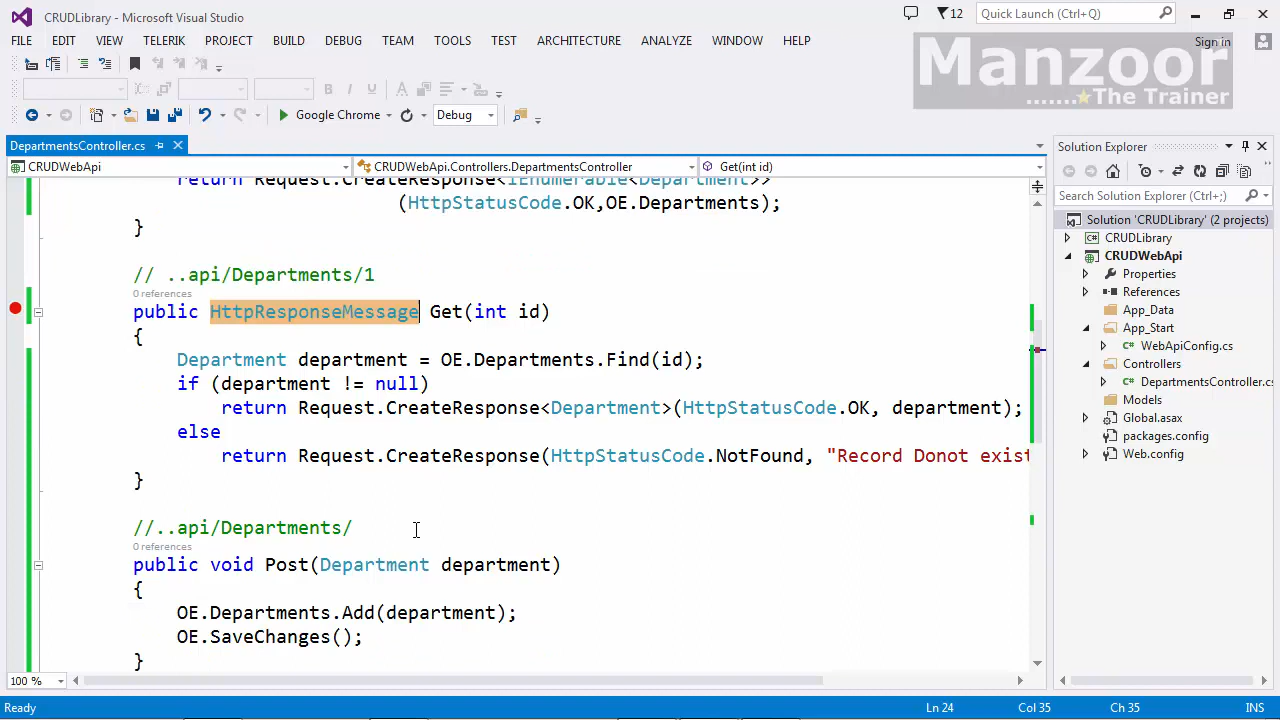 CRUDLibrary - Microsoft Visual Studio
12
Quick Launch (Ctrl+Q)
FILE EDIT VIEW TELERIK PROJECT BUILD DEBUG TEAM TOOLS TEST ARCHITECTURE ANALYZE WINDOW HELP
Sign in
Manzoor
.......The Trainer
Google Chrome
Debug
DepartmentsController.cs
CRUDWebApi
CRUDWebApi.Controllers.DepartmentsController
Get(int id)
return Request.CreateResponse<IEnumerable<Department>>
(HttpStatusCode.OK,OE.Departments);
}
// ..api/Departments/1
0 references
public HttpResponseMessage Get(int id)
{
Department department = OE.Departments.Find(id);
if (department != null)
return Request.CreateResponse<Department>(HttpStatusCode.OK, department);
else
return Request.CreateResponse(HttpStatusCode.NotFound, "Record Donot exist
}
//..api/Departments/
0 references
public void Post(Department department)
{
OE.Departments.Add(department);
OE.SaveChanges();
}
100 %
Solution Explorer
Search Solution Explorer (Ctrl+;)
Solution 'CRUDLibrary' (2 projects)
CRUDLibrary
CRUDWebApi
Properties
References
App_Data
App_Start
WebApiConfig.cs
Controllers
DepartmentsController.cs
Models
Global.asax
packages.config
Web.config
Ready
Ln 24
Col 35
Ch 35
INS